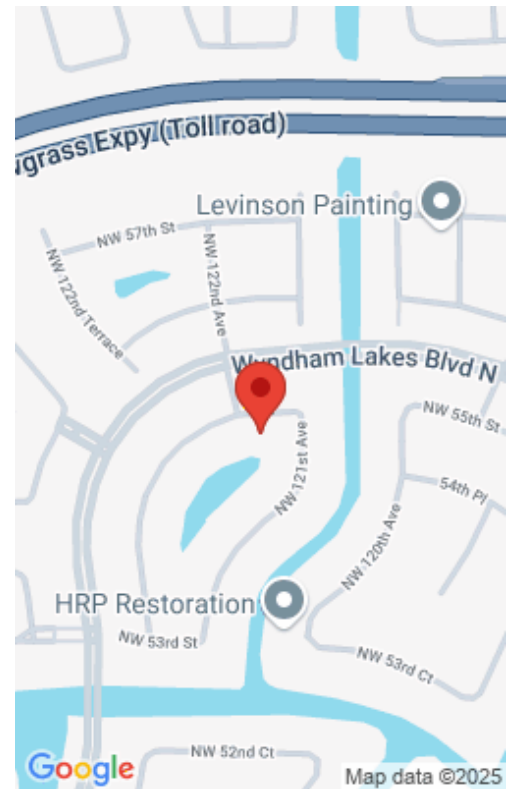 wgrass Expy (Toll road)
Levinson Painting
NW 57th St
NW 122nd Ave
NW 122nd Terrace
Wyndham Lakes Blvd N
NW 55th St
NW 121st Ave
54th Pl
NW 120th Ave
HRP Restoration
NW 53rd St
NW 53rd Ct
NW 52nd Ct
Google
Map data ©2025